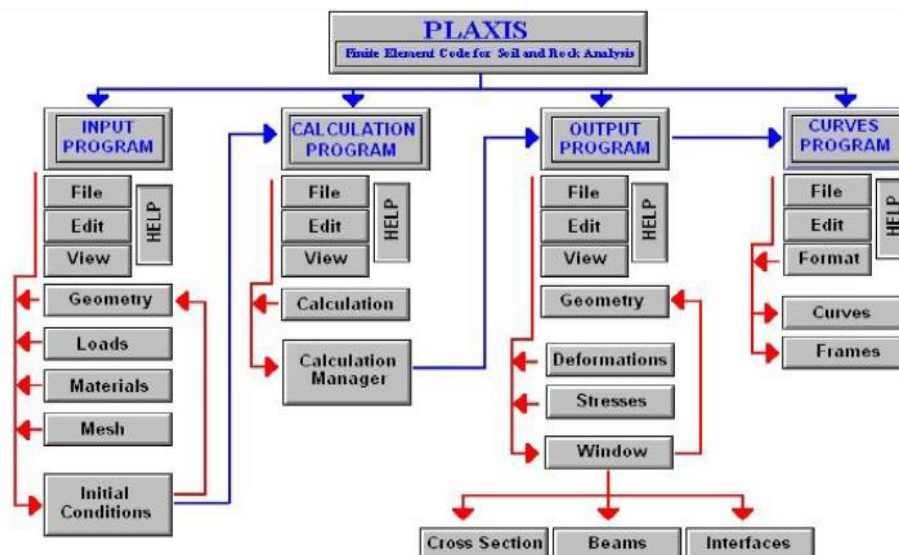 PLAXIS
Finite Element Code for Soil and Rock Analysis
INPUT
PROGRAM
File
Edit
View
HELP
Geometry
Loads
Materials
Mesh
Initial
Conditions
CALCULATION
PROGRAM
File
Edit
View
HELP
Calculation
Calculation
Manager
OUTPUT
PROGRAM
File
Edit
View
HELP
Geometry
Deformations
Stresses
Window
Cross Section
Beams
Interfaces
CURVES
PROGRAM
File
Edit
Format
HELP
Curves
Frames